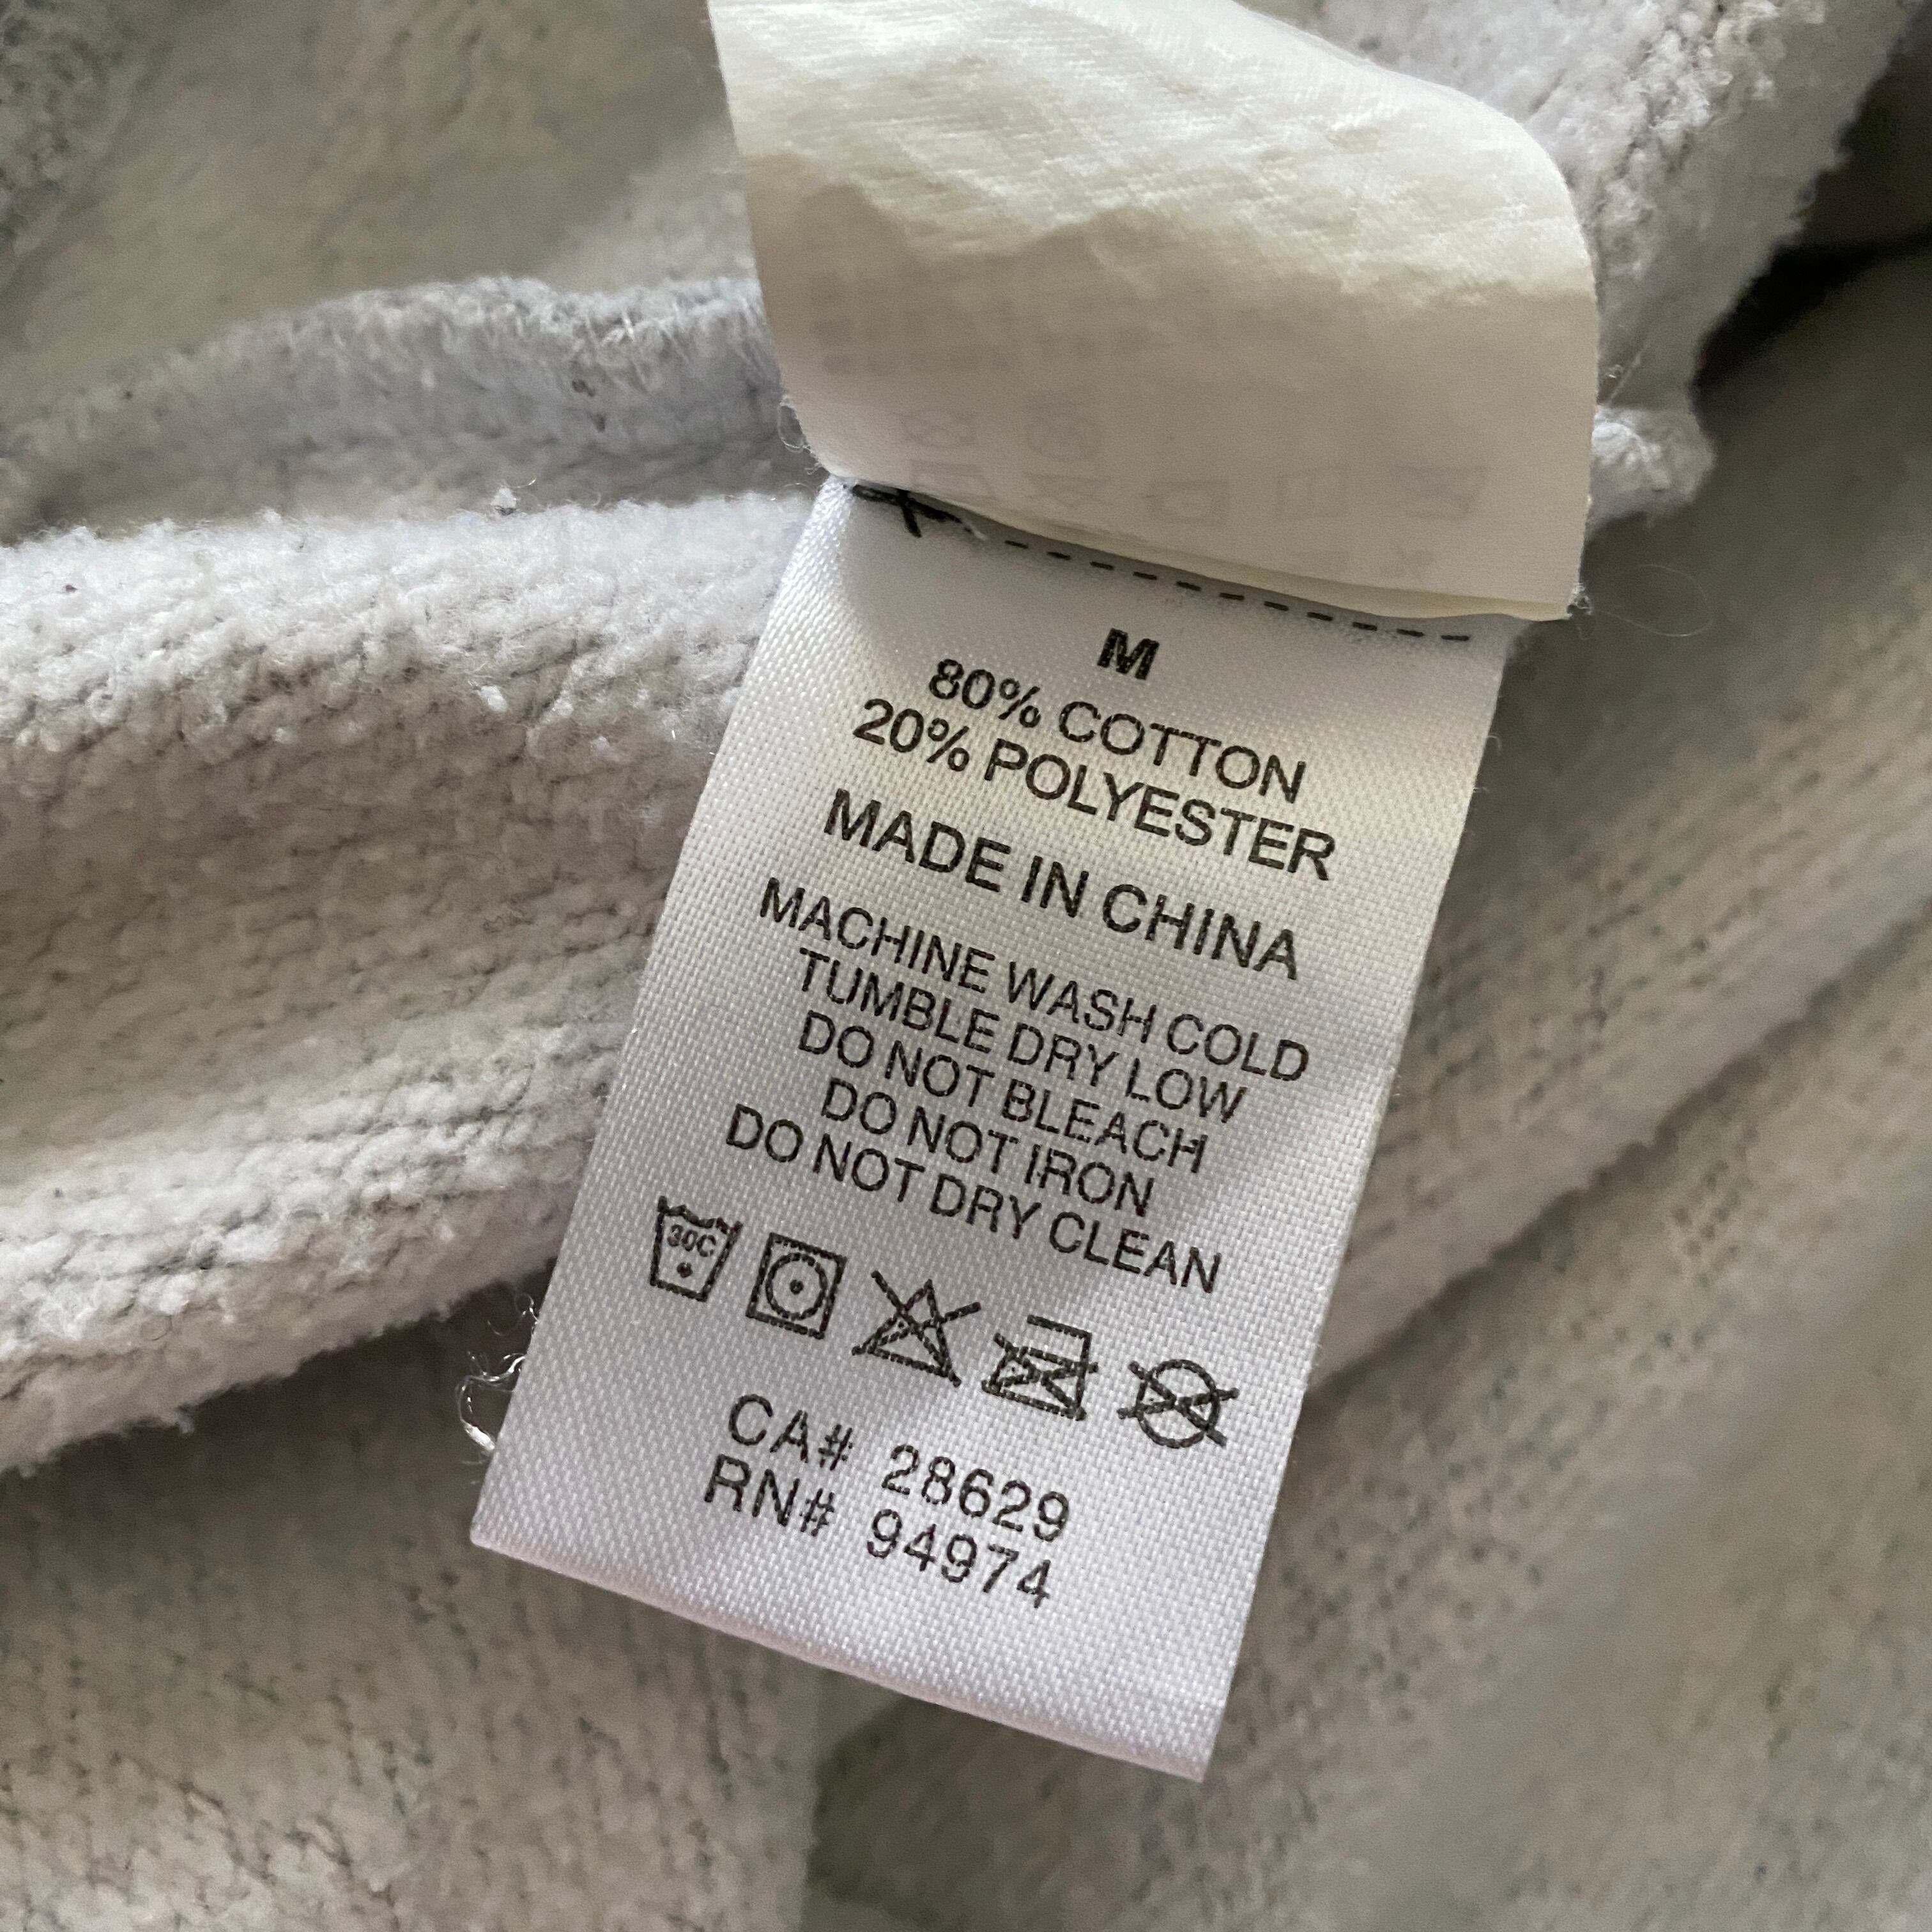 M
80% COTTON
20% POLYESTER
MADE IN CHINA
MACHINE WASH COLD
TUMBLE DRY LOW
DO NOT BLEACH
DO NOT IRON
DO NOT DRY CLEAN
30C
CA# 28629
RN# 94974